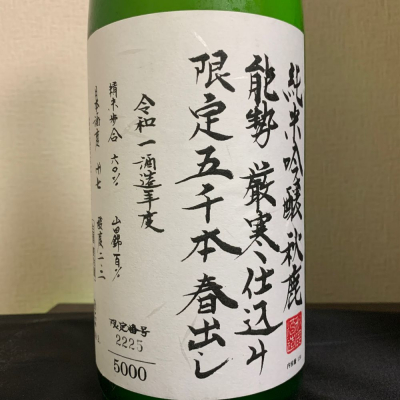 純米吟醸 秋鹿
能勢 厳寒仕込み
限定五千本春出し
令和一酒造年度
精米歩合 六〇% 山田錦百%
日本酒度 廾七 酸度二.二
限定番号
2225
5000